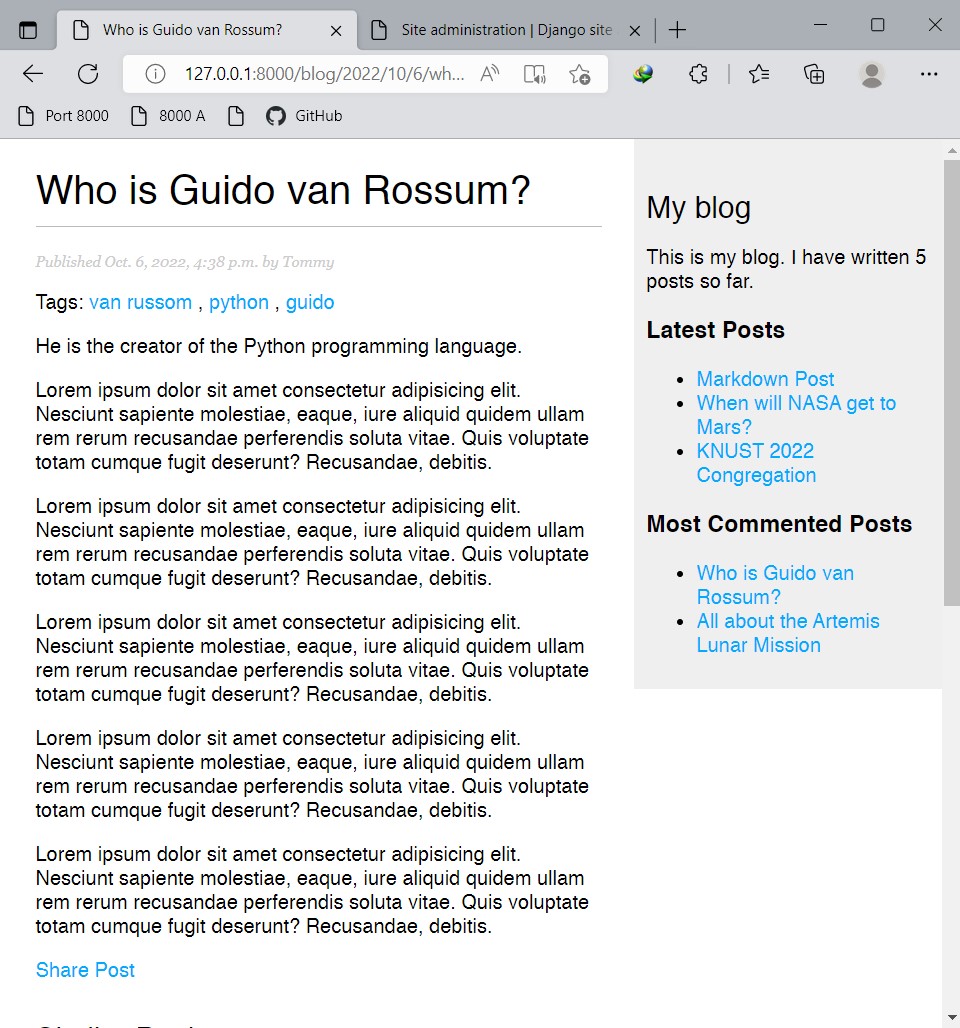 Who is Guido van Rossum?
Site administration | Django site
127.0.0.1:8000/blog/2022/10/6/wh...
Port 8000
8000 A
GitHub
Who is Guido van Rossum?
Published Oct. 6, 2022, 4:38 p.m. by Tommy
Tags: van russom , python , guido
He is the creator of the Python programming language.
Lorem ipsum dolor sit amet consectetur adipisicing elit.
Nesciunt sapiente molestiae, eaque, iure aliquid quidem ullam
rem rerum recusandae perferendis soluta vitae. Quis voluptate
totam cumque fugit deserunt? Recusandae, debitis.
Lorem ipsum dolor sit amet consectetur adipisicing elit.
Nesciunt sapiente molestiae, eaque, iure aliquid quidem ullam
rem rerum recusandae perferendis soluta vitae. Quis voluptate
totam cumque fugit deserunt? Recusandae, debitis.
Lorem ipsum dolor sit amet consectetur adipisicing elit.
Nesciunt sapiente molestiae, eaque, iure aliquid quidem ullam
rem rerum recusandae perferendis soluta vitae. Quis voluptate
totam cumque fugit deserunt? Recusandae, debitis.
Lorem ipsum dolor sit amet consectetur adipisicing elit.
Nesciunt sapiente molestiae, eaque, iure aliquid quidem ullam
rem rerum recusandae perferendis soluta vitae. Quis voluptate
totam cumque fugit deserunt? Recusandae, debitis.
Lorem ipsum dolor sit amet consectetur adipisicing elit.
Nesciunt sapiente molestiae, eaque, iure aliquid quidem ullam
rem rerum recusandae perferendis soluta vitae. Quis voluptate
totam cumque fugit deserunt? Recusandae, debitis.
Share Post
My blog
This is my blog. I have written 5
posts so far.
Latest Posts
Markdown Post
When will NASA get to
Mars?
KNUST 2022
Congregation
Most Commented Posts
Who is Guido van
Rossum?
All about the Artemis
Lunar Mission